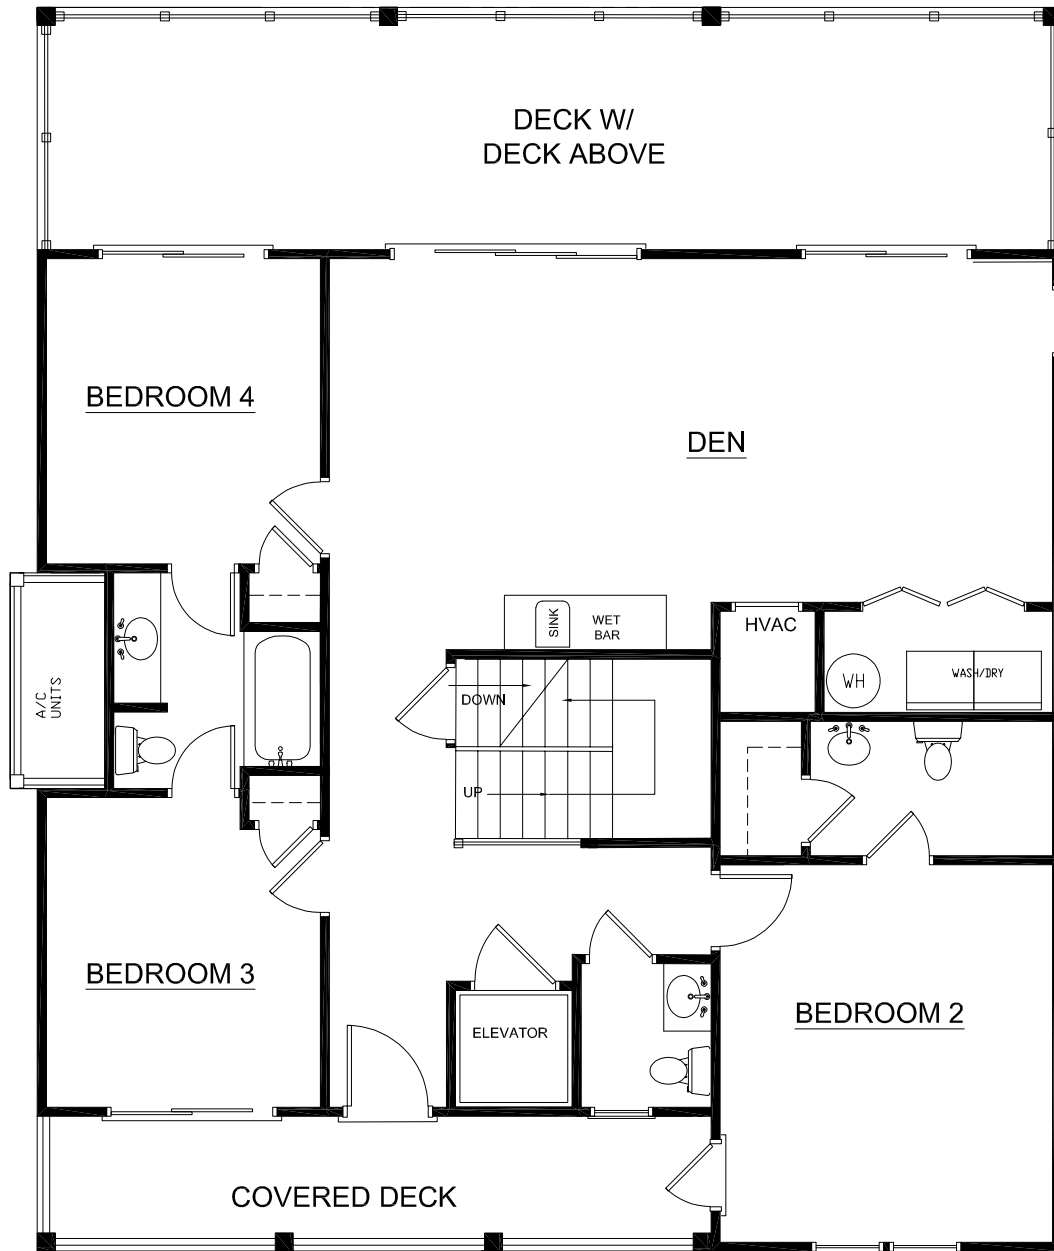 DECK W/
DECK ABOVE
BEDROOM 4
DEN
SINK
WET
BAR
HVAC
A/C
UNITS
WH
WASH/DRY
DOWN
UP
BEDROOM 3
ELEVATOR
BEDROOM 2
COVERED DECK